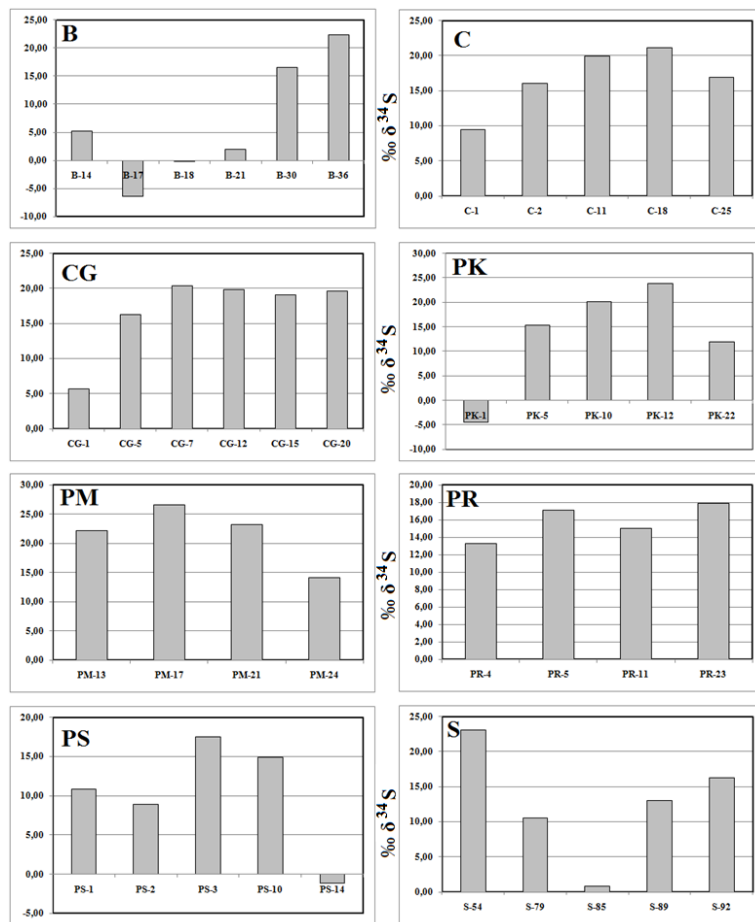 B
25,00
20,00
15,00
10,00
5,00
0,00
-5,00
-10,00
B-14 B-17 B-18 B-21 B-30 B-36
C
25,00
20,00
15,00
10,00
5,00
0,00
C-1 C-2 C-11 C-18 C-25
‰ δ 34 S
CG
25,00
20,00
15,00
10,00
5,00
0,00
CG-1 CG-5 CG-7 CG-12 CG-15 CG-20
PK
30,00
25,00
20,00
15,00
10,00
5,00
0,00
-5,00
-10,00
PK-1 PK-5 PK-10 PK-12 PK-22
‰ δ 34 S
PM
30,00
25,00
20,00
15,00
10,00
5,00
0,00
PM-13 PM-17 PM-21 PM-24
PR
20,00
18,00
16,00
14,00
12,00
10,00
8,00
6,00
4,00
2,00
0,00
PR-4 PR-5 PR-11 PR-23
‰ δ 34 S
PS
20,00
15,00
10,00
5,00
0,00
-5,00
PS-1 PS-2 PS-3 PS-10 PS-14
S
25,00
20,00
15,00
10,00
5,00
0,00
S-54 S-79 S-85 S-89 S-92
‰ δ 34 S